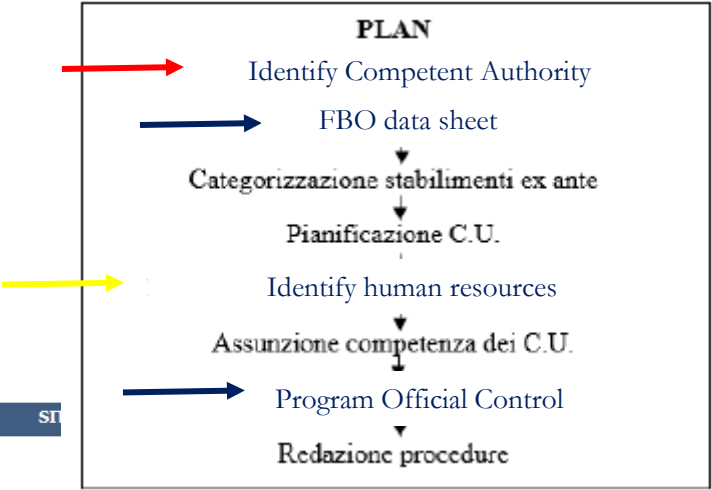 PLAN
Identify Competent Authority
FBO data sheet
Categorizzazione stabilimenti ex ante
Pianificazione C.U.
Identify human resources
Assunzione competenza dei C.U.
Program Official Control
SIT
Redazione procedure